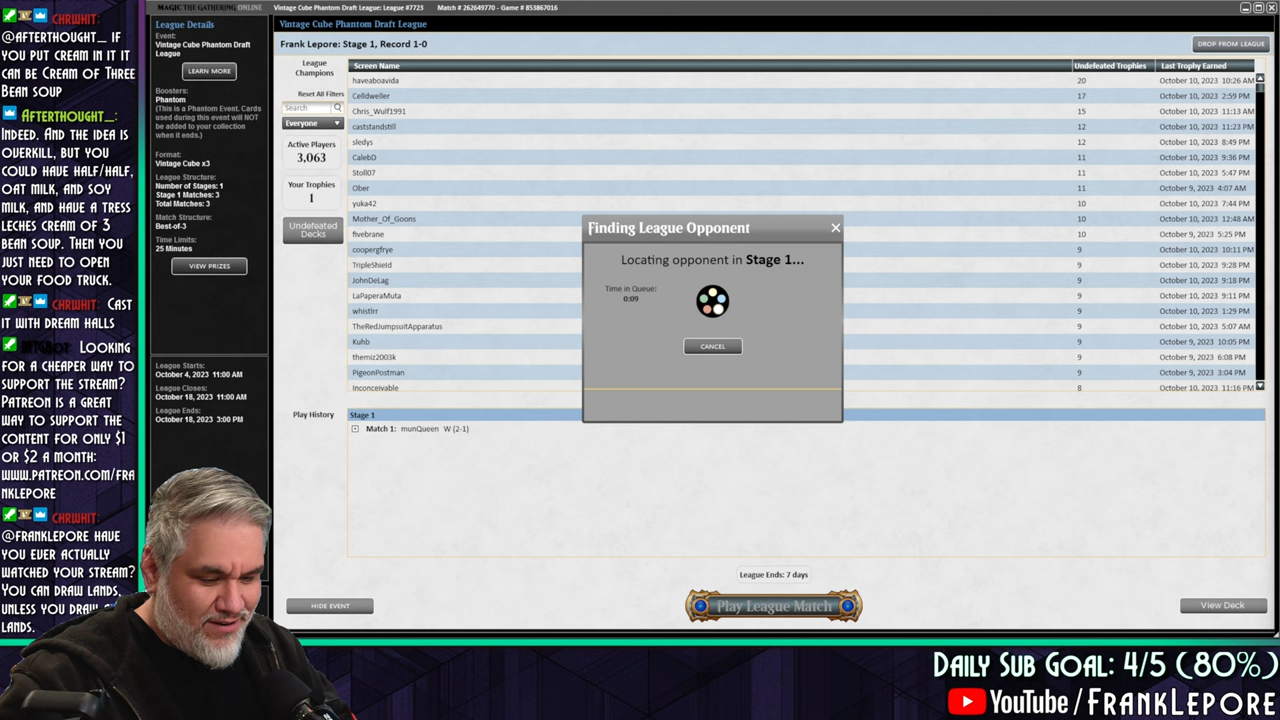 ChrWhit:
@Afterthought_ if
you put cream in it it
can be Cream of Three
Bean soup
Afterthought_:
Indeed. And the idea is
overkill, but you
could have half/half,
oat milk, and soy
milk, and have a tress
leches cream of 3
bean soup. Then you
just need to open
your food truck.
ChrWhit: Cast
it with dream halls
Looking
for a cheaper way to
support the stream?
Patreon is a great
way to support the
content for only $1
or $2 a month:
www.patreon.com/fra
nklepore
ChrWhit:
@FrankLepore have
you ever actually
watched your stream?
You can draw lands,
unless you draw
lands.
MAGIC THE GATHERING ONLINE
Vintage Cube Phantom Draft League: League #7723 Match # 262649770 - Game # 853867016
League Details
Event:
Vintage Cube Phantom Draft
League
LEARN MORE
Boosters:
Phantom
(This is a Phantom Event. Cards
used during this event will NOT
be added to your collection
when it ends.)
Format:
Vintage Cube x3
League Structure:
Number of Stages: 1
Stage 1 Matches: 3
Total Matches: 3
Match Structure:
Best-of-3
Time Limits:
25 Minutes
VIEW PRIZES
League Starts:
October 4, 2023 11:00 AM
League Closes:
October 18, 2023 11:00 AM
League Ends:
October 18, 2023 3:00 PM
Vintage Cube Phantom Draft League
Frank Lepore: Stage 1, Record 1-0
DROP FROM LEAGUE
League
Champions
Reset All Filters
Search
Everyone
Active Players
3,063
Your Trophies
1
Undefeated
Decks
Screen Name Undefeated Trophies Last Trophy Earned
haveaboavida 20 October 10, 2023 10:26 AM
Celldweller 17 October 10, 2023 2:59 PM
Chris_Wulf1991 15 October 10, 2023 11:13 AM
caststandstill 12 October 10, 2023 11:23 PM
sledys 12 October 10, 2023 8:49 PM
CalebD 11 October 10, 2023 9:36 PM
Stoll07 11 October 10, 2023 5:47 PM
Ober 11 October 9, 2023 4:07 AM
yuka42 10 October 10, 2023 7:44 PM
Mother_Of_Goons 10 October 10, 2023 12:48 AM
fivebrane 10 October 9, 2023 5:25 PM
coopergfrye 9 October 10, 2023 10:11 PM
TripleShield 9 October 10, 2023 9:28 PM
JohnDeLag 9 October 10, 2023 9:18 PM
LaPaperaMuta 9 October 10, 2023 9:11 PM
whistlrr 9 October 10, 2023 1:29 PM
TheRedJumpsuitApparatus 9 October 10, 2023 5:07 AM
Kuhb 9 October 9, 2023 10:05 PM
themiz2003k 9 October 9, 2023 6:08 PM
PigeonPostman 9 October 9, 2023 3:04 PM
Inconceivable 8 October 10, 2023 11:16 PM
Finding League Opponent
Locating opponent in Stage 1...
Time in Queue:
0:09
CANCEL
Play History
Stage 1
Match 1: munQueen W (2-1)
League Ends: 7 days
HIDE EVENT
Play League Match
View Deck
Daily Sub Goal: 4/5 (80%)
YouTube/FrankLepore